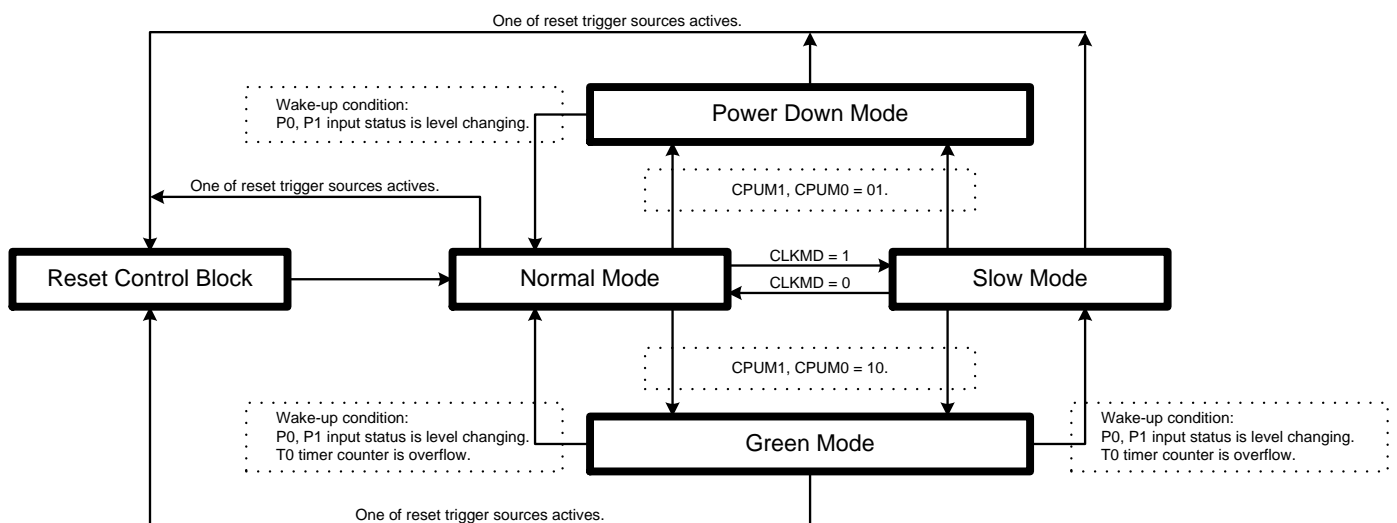 One of reset trigger sources actives.
Power Down Mode
Wake-up condition:
P0, P1 input status is level changing.
CPUM1, CPUM0 = 01.
One of reset trigger sources actives.
Reset Control Block
Normal Mode
CLKMD = 1
CLKMD = 0
Slow Mode
CPUM1, CPUM0 = 10.
Wake-up condition:
P0, P1 input status is level changing.
T0 timer counter is overflow.
Green Mode
Wake-up condition:
P0, P1 input status is level changing.
T0 timer counter is overflow.
One of reset trigger sources actives.